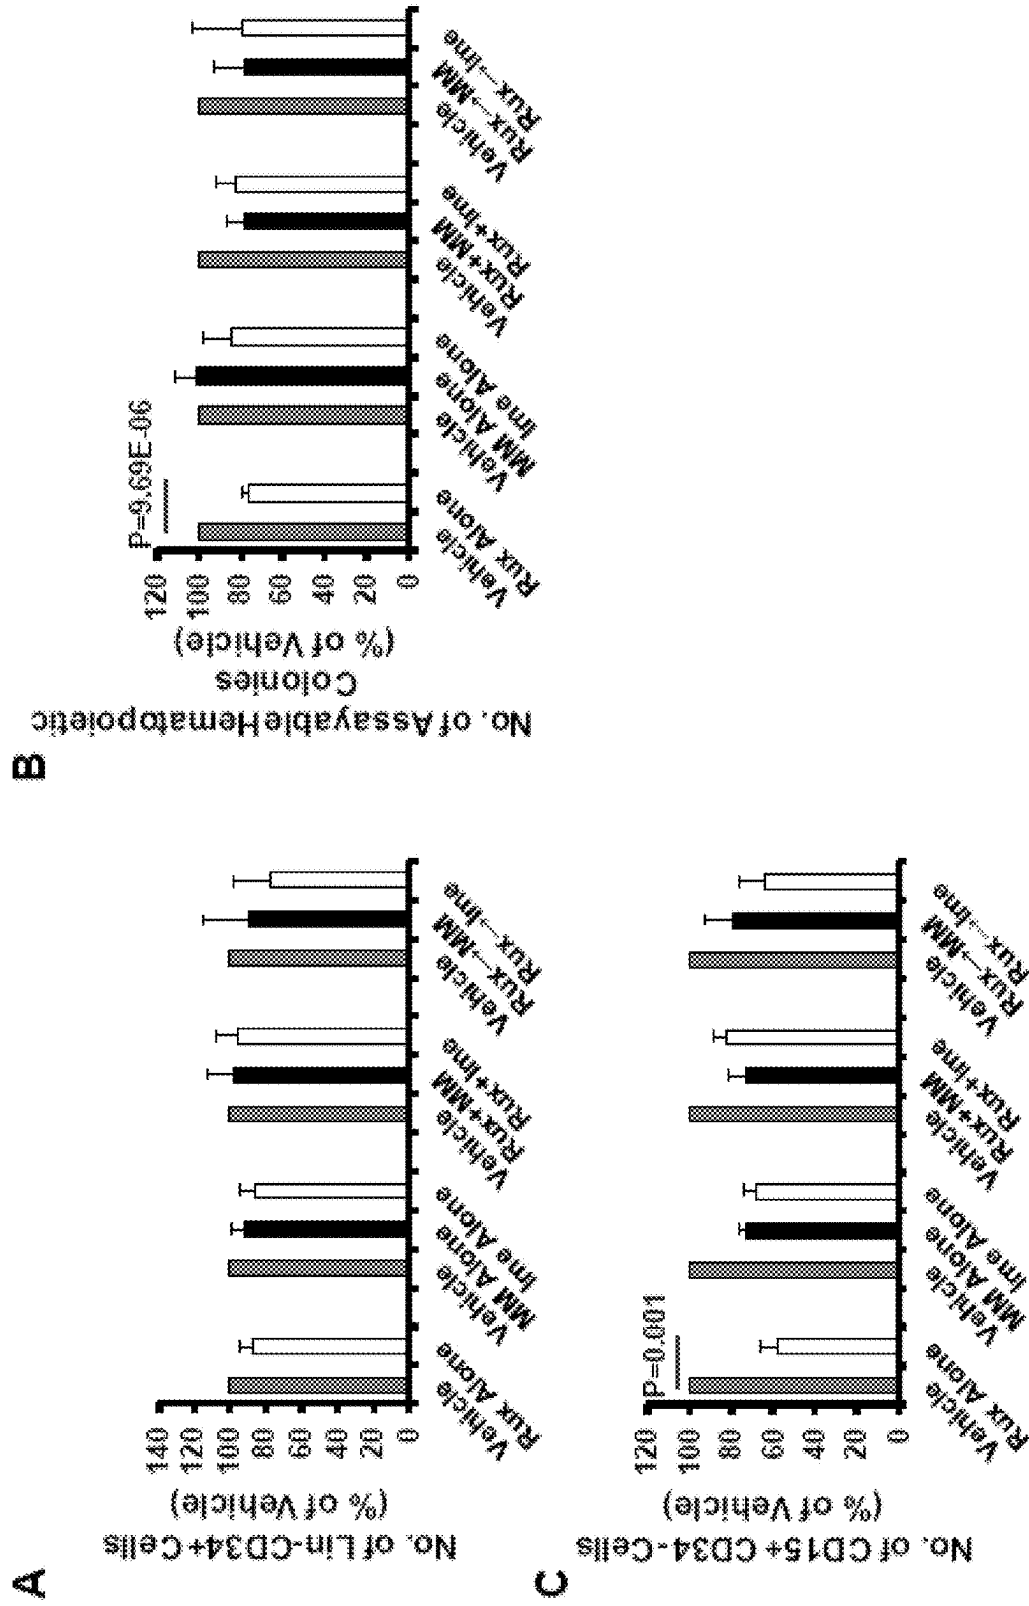 A
No. of Lin-CD34+Cells
(% of Vehicle)
140
120
100
80
60
40
20
0
Vehicle
Rux Alone
Vehicle
MM Alone
Ime Alone
Vehicle
Rux+MM
Rux+Ime
Vehicle
Rux→MM
Rux→Ime
B
No. of Assayable Hematopoietic
Colonies
(% of Vehicle)
120
100
80
60
40
20
0
P=9.69E-06
Vehicle
Rux Alone
Vehicle
MM Alone
Ime Alone
Vehicle
Rux+MM
Rux+Ime
Vehicle
Rux→MM
Rux→Ime
C
No. of CD15+CD34-Cells
(% of Vehicle)
120
100
80
60
40
20
0
P=0.001
Vehicle
Rux Alone
Vehicle
MM Alone
Ime Alone
Vehicle
Rux+MM
Rux+Ime
Vehicle
Rux→MM
Rux→Ime